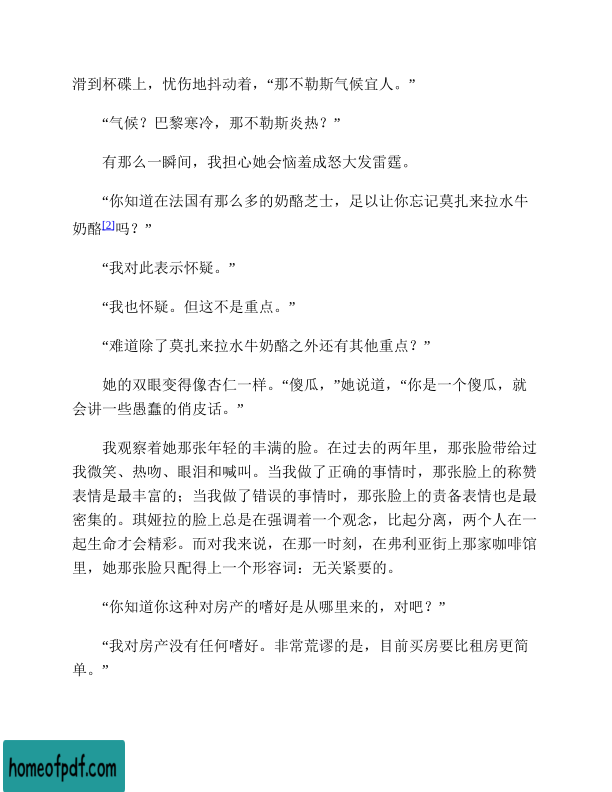 滑到杯碟上，忧伤地抖动着，“那不勒斯气候宜人。”
“气候？巴黎寒冷，那不勒斯炎热？”
有那么一瞬间，我担心她会恼羞成怒大发雷霆。
“你知道在法国有那么多的奶酪芝士，足以让你忘记莫扎来拉水牛
奶酪[2]吗？”
“我对此表示怀疑。”
“我也怀疑。但这不是重点。”
“难道除了莫扎来拉水牛奶酪之外还有其他重点？”
她的双眼变得像杏仁一样。“傻瓜，”她说道，“你是一个傻瓜，就
会讲一些愚蠢的俏皮话。”
我观察着她那张年轻的丰满的脸。在过去的两年里，那张脸带给过
我微笑、热吻、眼泪和喊叫。当我做了正确的事情时，那张脸上的称赞
表情是最丰富的；当我做了错误的事情时，那张脸上的责备表情也是最
密集的。琪娅拉的脸上总是在强调着一个观念，比起分离，两个人在一
起生命才会精彩。而对我来说，在那一时刻，在弗利亚街上那家咖啡馆
里，她那张脸只配得上一个形容词：无关紧要的。
“你知道你这种对房产的嗜好是从哪里来的，对吧？”
“我对房产没有任何嗜好。非常荒谬的是，目前买房要比租房更简
单。”
homeofpdf.com